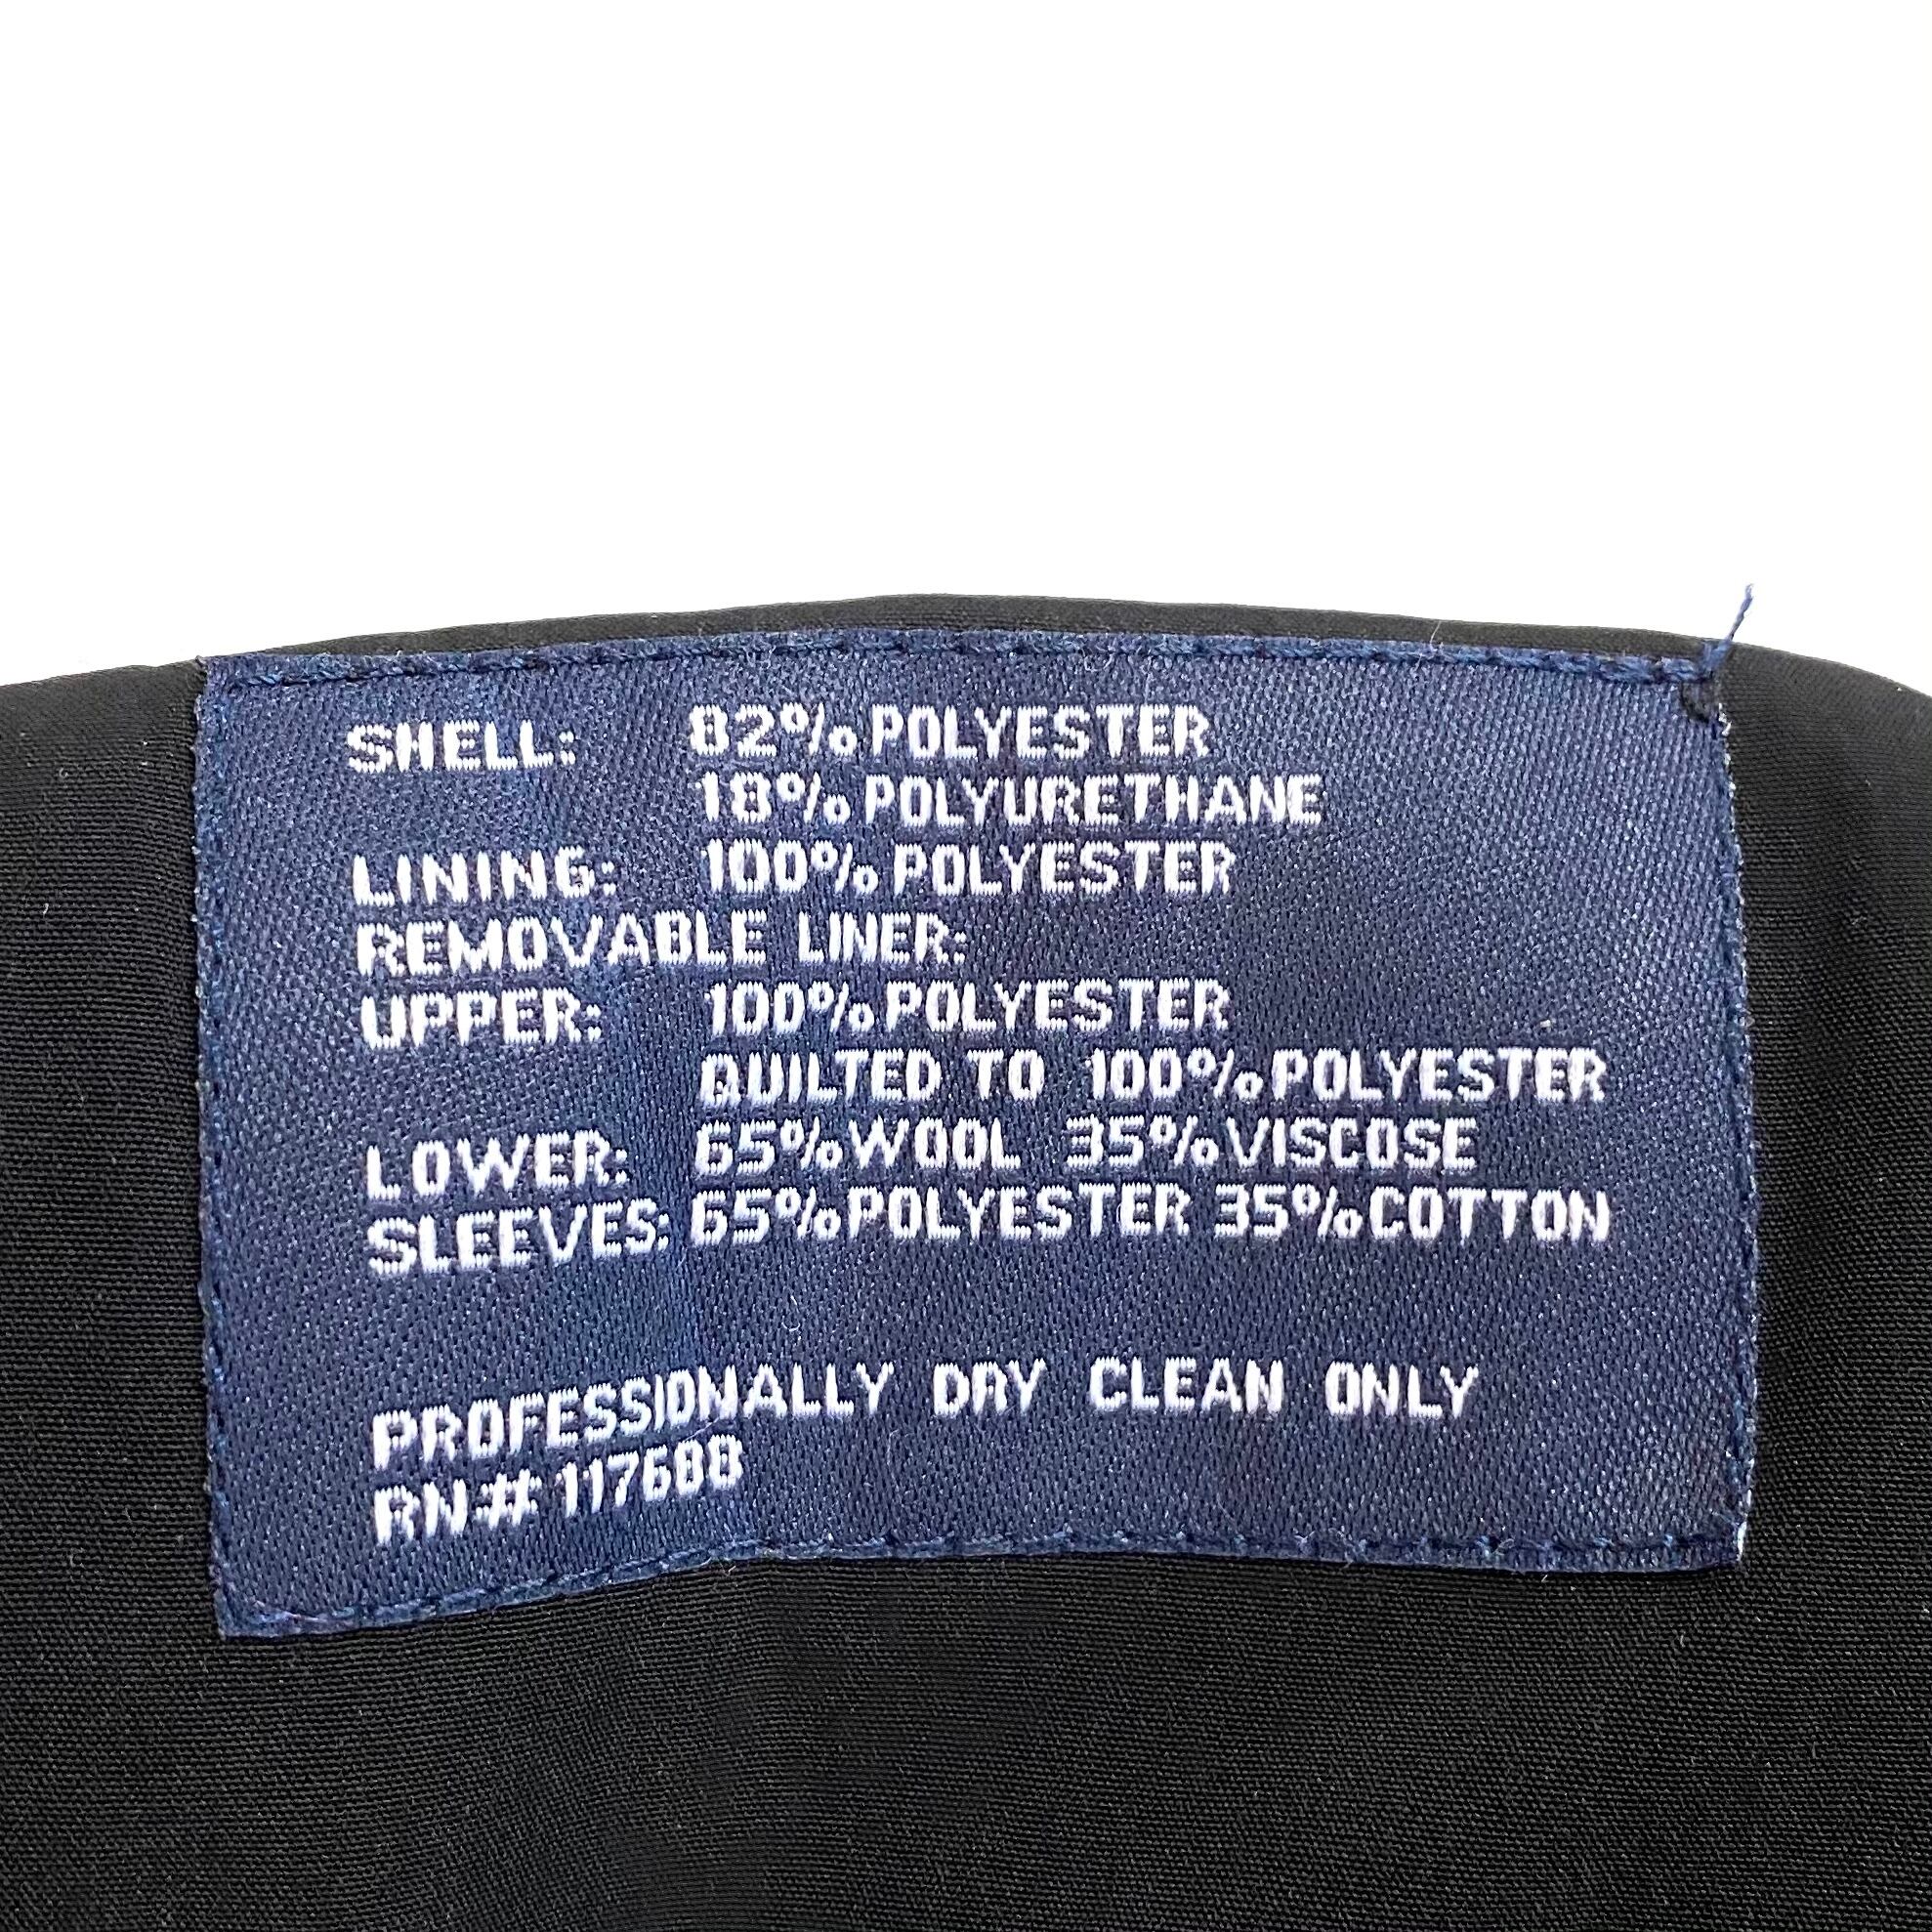 SHELL: 82% POLYESTER
18% POLYURETHANE
LINING: 100% POLYESTER
REMOVABLE LINER:
UPPER: 100% POLYESTER
QUILTED TO 100% POLYESTER
LOWER: 65% WOOL 35% VISCOSE
SLEEVES: 65% POLYESTER 35% COTTON
PROFESSIONALLY DRY CLEAN ONLY
RN# 117688